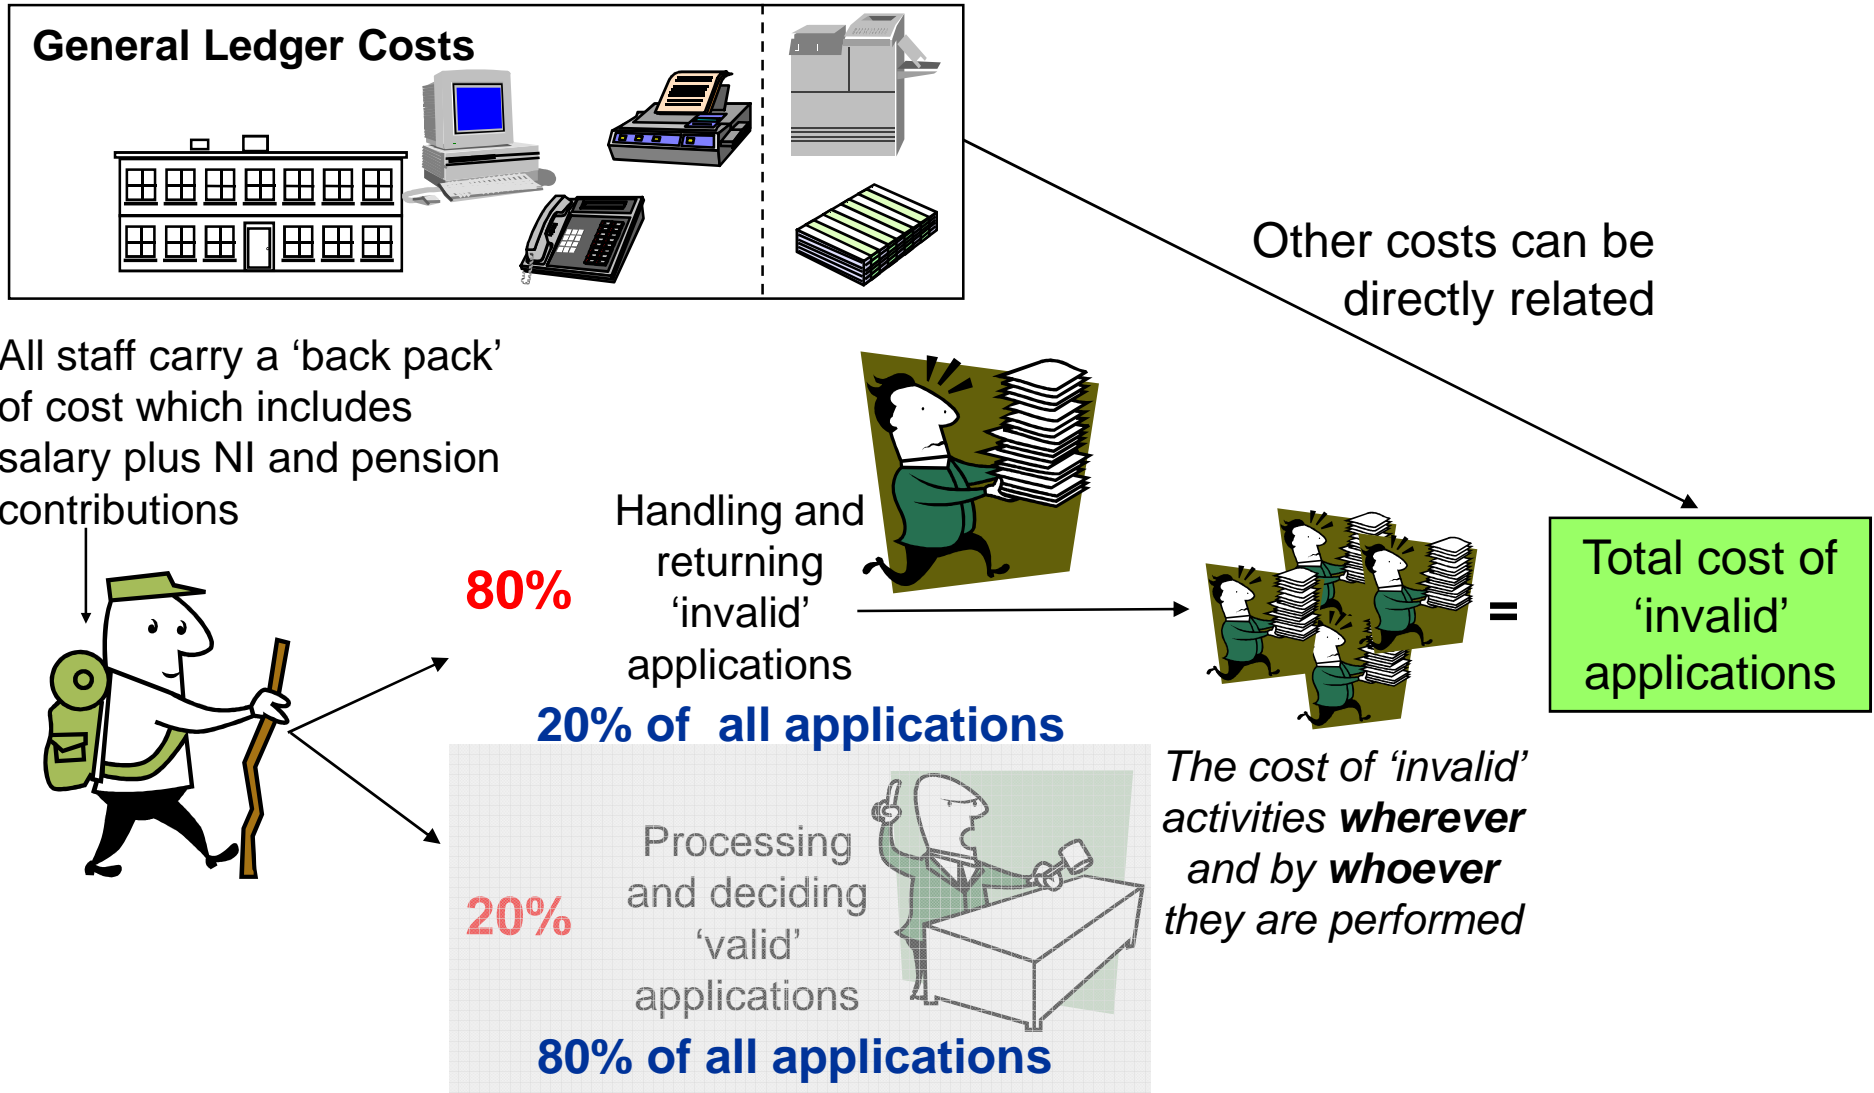 General Ledger Costs
Other costs can be
directly related
All staff carry a ‘back pack’
of cost which includes
salary plus NI and pension
contributions
80%
Handling and
returning
‘invalid’
applications
20% of all applications
=
Total cost of
‘invalid’
applications
The cost of ‘invalid’
activities wherever
and by whoever
they are performed
20%
Processing
and deciding
‘valid’
applications
80% of all applications